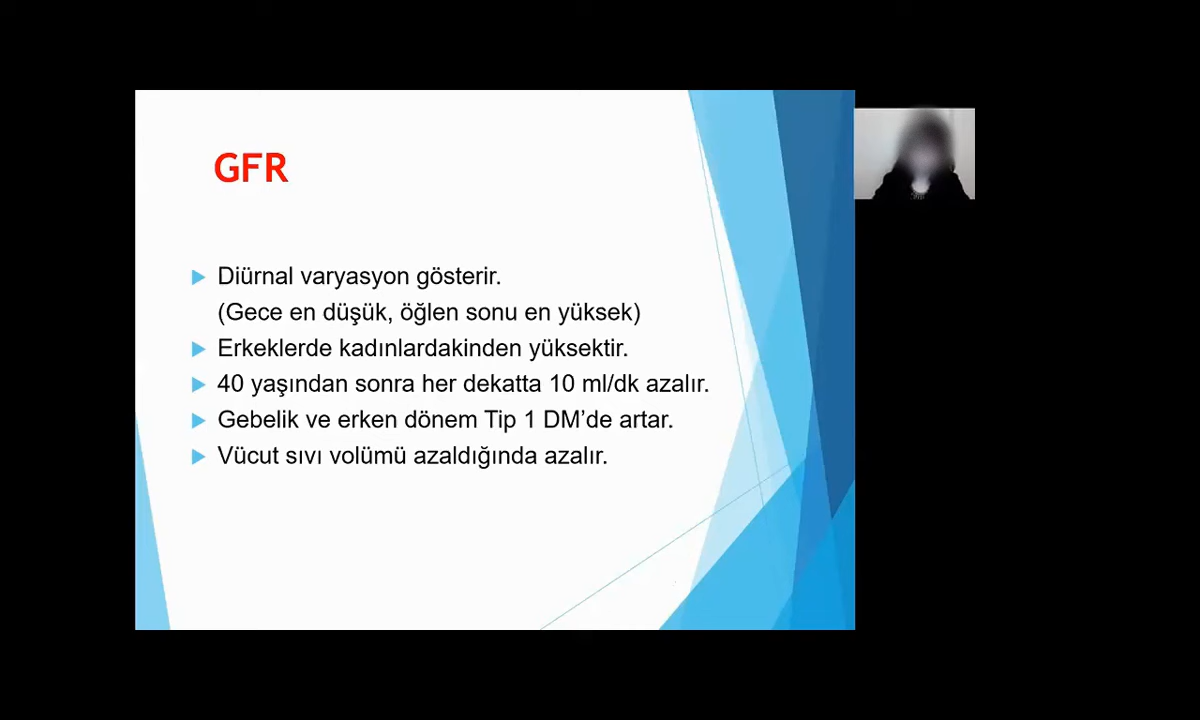 GFR
Diürnal varyasyon gösterir.
(Gece en düşük, öğlen sonu en yüksek)
Erkeklerde kadınlardakinden yüksektir.
40 yaşından sonra her dekatta 10 ml/dk azalır.
Gebelik ve erken dönem Tip 1 DM’de artar.
Vücut sıvı volümü azaldığında azalır.